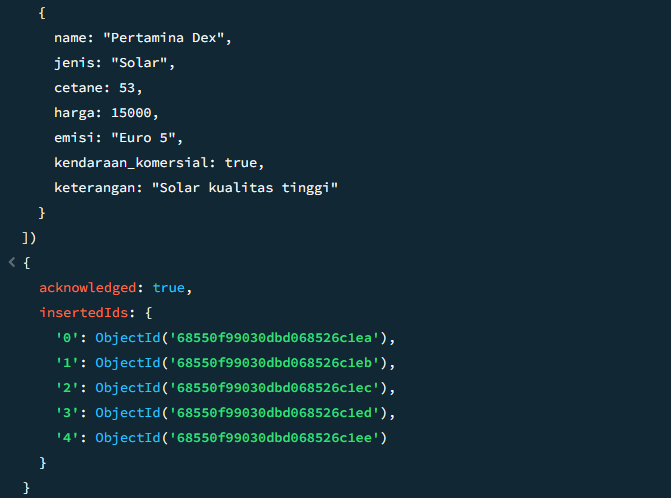 {
name: "Pertamina Dex",
jenis: "Solar",
cetane: 53,
harga: 15000,
emisi: "Euro 5",
kendaraan_komersial: true,
keterangan: "Solar kualitas tinggi"
}
])
< {
acknowledged: true,
insertedIds: {
'0': ObjectId('68550f99030dbd068526c1ea'),
'1': ObjectId('68550f99030dbd068526c1eb'),
'2': ObjectId('68550f99030dbd068526c1ec'),
'3': ObjectId('68550f99030dbd068526c1ed'),
'4': ObjectId('68550f99030dbd068526c1ee')
}
}